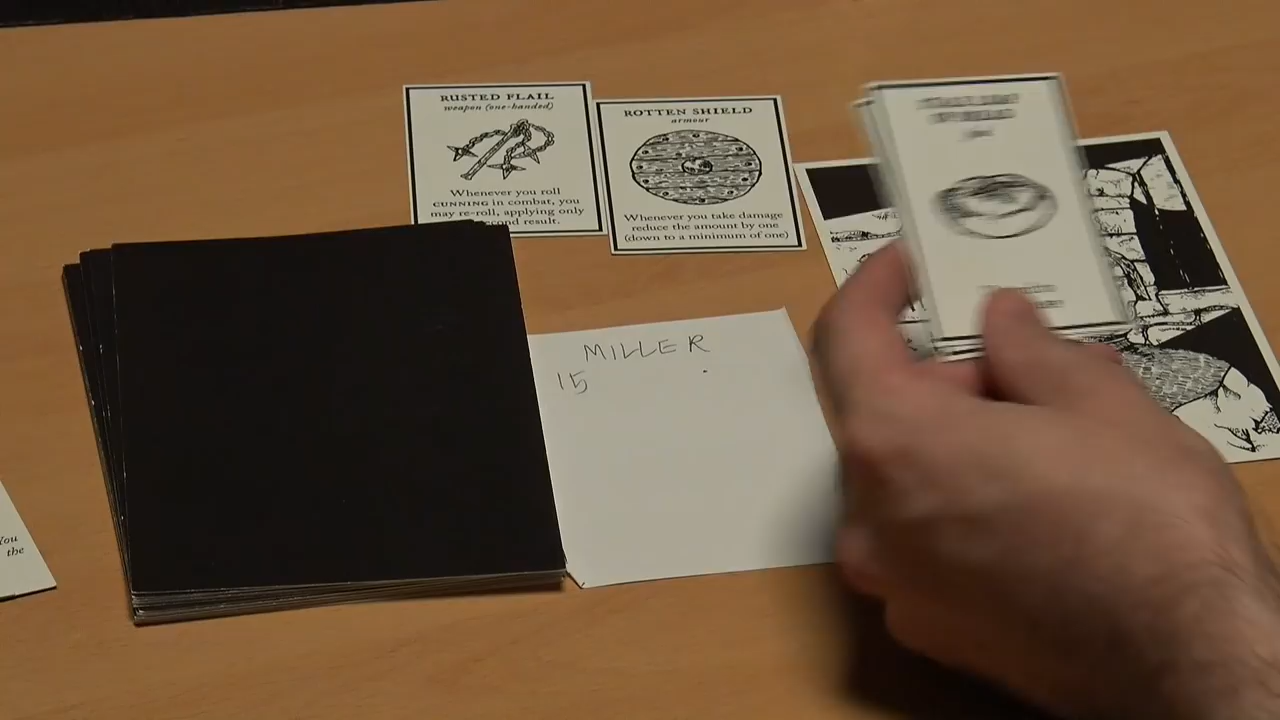 RUSTED FLAIL
weapon (one-handed)
Whenever you roll
CUNNING in combat, you
may re-roll, applying only
second result.
ROTTEN SHIELD
armour
Whenever you take damage
reduce the amount by one
(down to a minimum of one)
MILLER
15
You
the